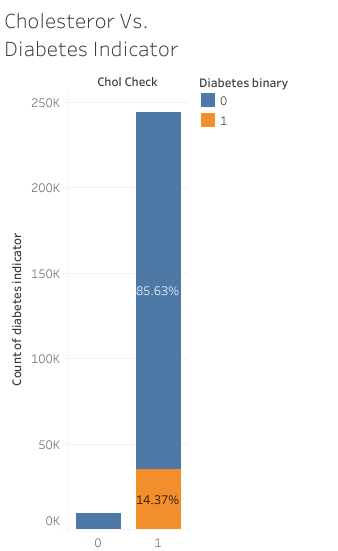 Cholesteror Vs.
Diabetes Indicator
Chol Check
Diabetes binary
0
1
250K
200K
150K
100K
50K
0K
Count of diabetes indicator
85.63%
14.37%
0
1